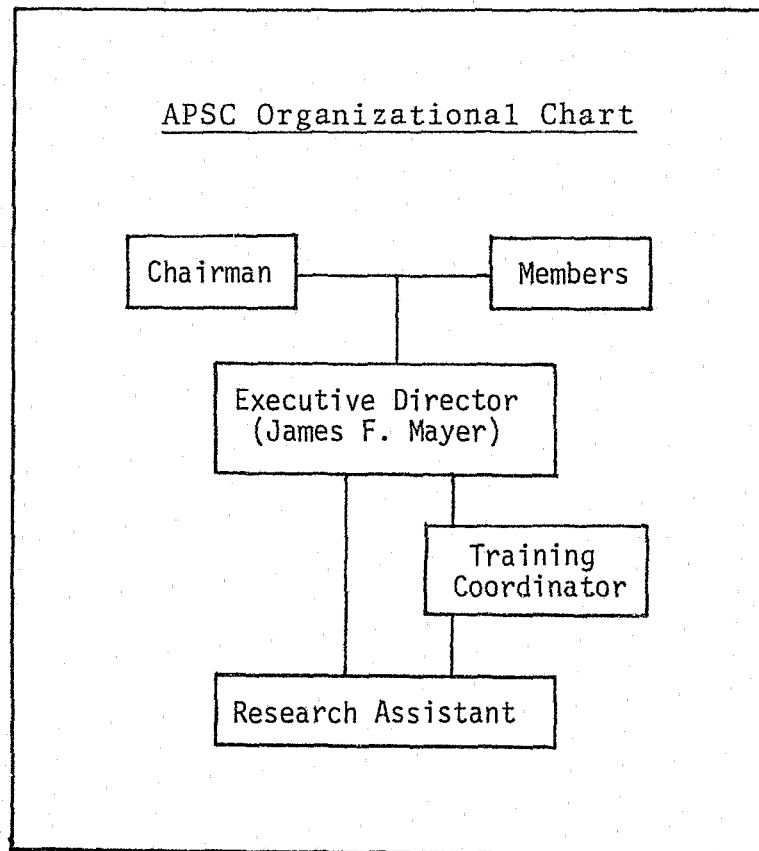 APSC Organizational Chart
Chairman
Members
Executive Director
(James F. Mayer)
Training
Coordinator
Research Assistant